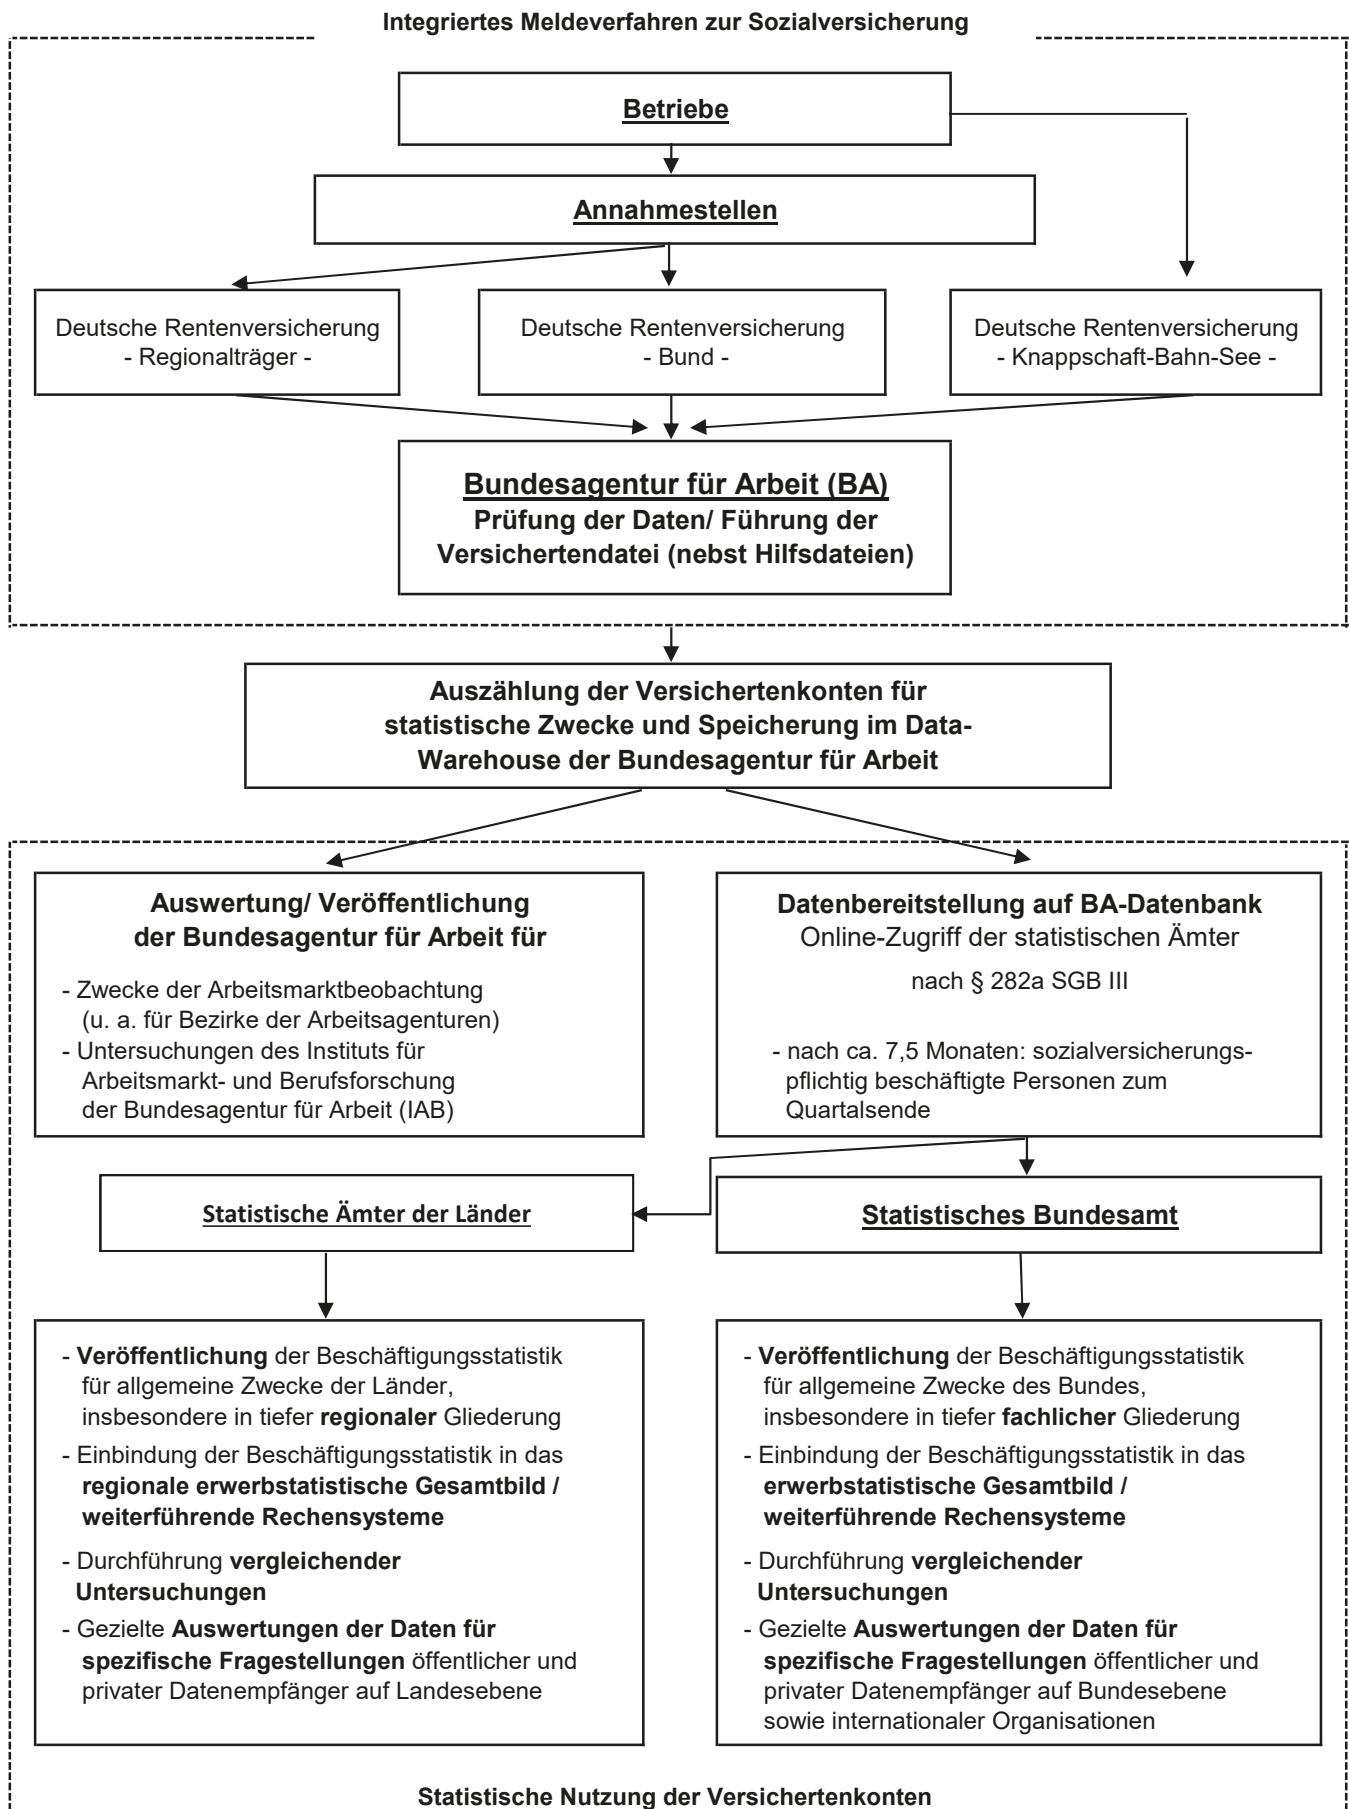 Integriertes Meldeverfahren zur Sozialversicherung
Betriebe
Annahmestellen
Deutsche Rentenversicherung
- Regionalträger -
Deutsche Rentenversicherung
- Bund -
Deutsche Rentenversicherung
- Knappschaft-Bahn-See -
Bundesagentur für Arbeit (BA)
Prüfung der Daten/ Führung der
Versichertendatei (nebst Hilfsdateien)
Auszählung der Versichertenkonten für
statistische Zwecke und Speicherung im Data-
Warehouse der Bundesagentur für Arbeit
Auswertung/ Veröffentlichung
der Bundesagentur für Arbeit für
- Zwecke der Arbeitsmarktbeobachtung
(u. a. für Bezirke der Arbeitsagenturen)
- Untersuchungen des Instituts für
Arbeitsmarkt- und Berufsforschung
der Bundesagentur für Arbeit (IAB)
Datenbereitstellung auf BA-Datenbank
Online-Zugriff der statistischen Ämter
nach § 282a SGB III
- nach ca. 7,5 Monaten: sozialversicherungs-
pflichtig beschäftigte Personen zum
Quartalsende
Statistische Ämter der Länder
Statistisches Bundesamt
- Veröffentlichung der Beschäftigungsstatistik
für allgemeine Zwecke der Länder,
insbesondere in tiefer regionaler Gliederung
- Einbindung der Beschäftigungsstatistik in das
regionale erwerbstatistische Gesamtbild /
weiterführende Rechensysteme
- Durchführung vergleichender
Untersuchungen
- Gezielte Auswertungen der Daten für
spezifische Fragestellungen öffentlicher und
privater Datenempfänger auf Landesebene
- Veröffentlichung der Beschäftigungsstatistik
für allgemeine Zwecke des Bundes,
insbesondere in tiefer fachlicher Gliederung
- Einbindung der Beschäftigungsstatistik in das
erwerbstatistische Gesamtbild /
weiterführende Rechensysteme
- Durchführung vergleichender
Untersuchungen
- Gezielte Auswertungen der Daten für
spezifische Fragestellungen öffentlicher und
privater Datenempfänger auf Bundesebene
sowie internationaler Organisationen
Statistische Nutzung der Versichertenkonten